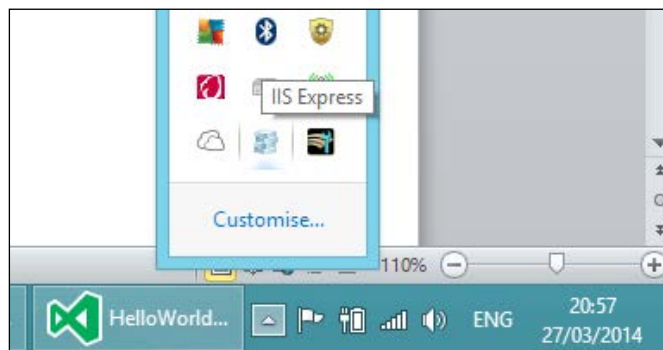 IIS Express
Customise...
110%
HelloWorld...
ENG
20:57
27/03/2014